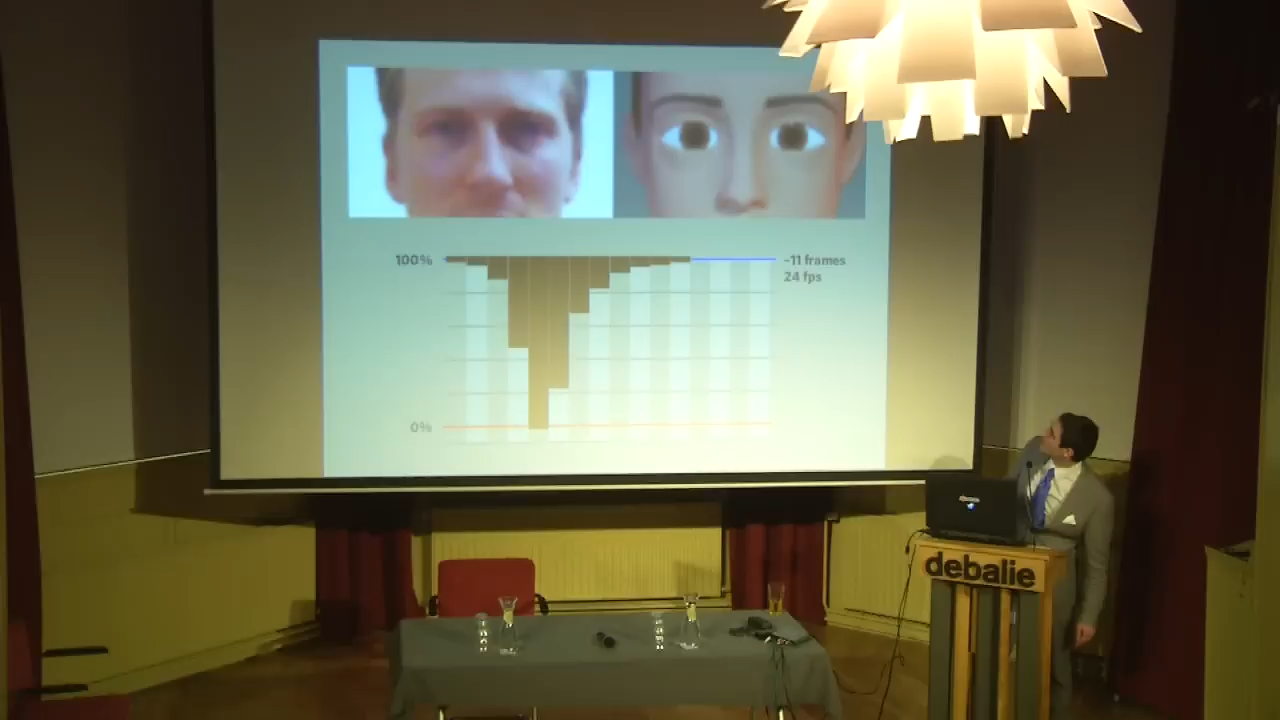 100%
~11 frames
24 fps
0%
debalie